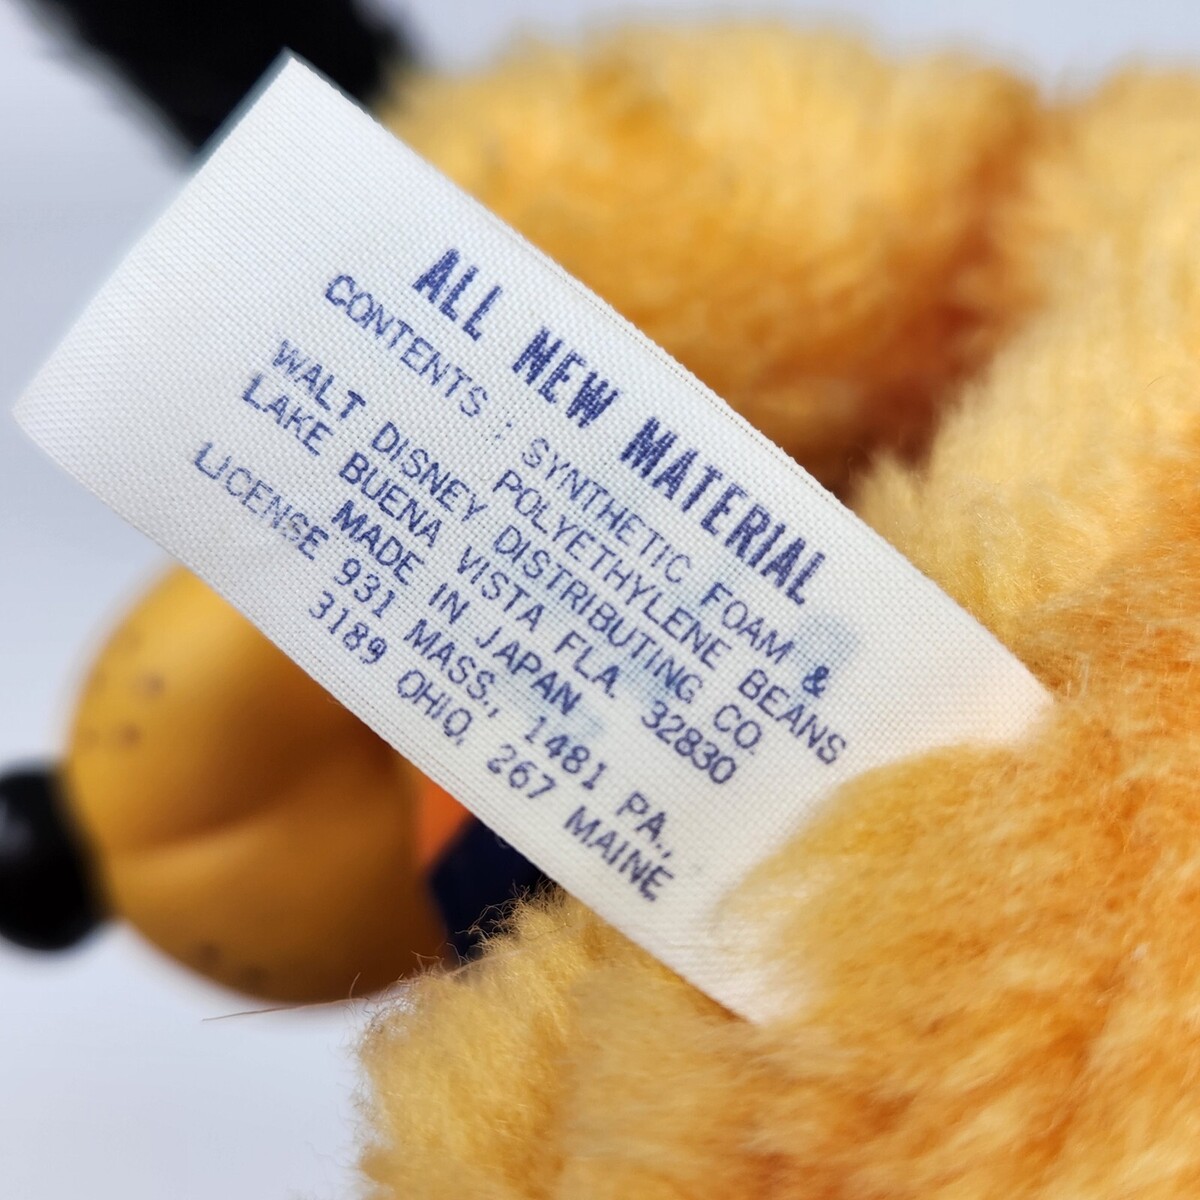 ALL NEW MATERIAL
CONTENTS : SYNTHETIC FOAM &
POLYETHYLENE BEANS
WALT DISNEY DISTRIBUTING CO.
LAKE BUENA VISTA FLA. 32830
MADE IN JAPAN
LICENSE 931 MASS., 1481 PA.,
3189 OHIO, 267 MAINE